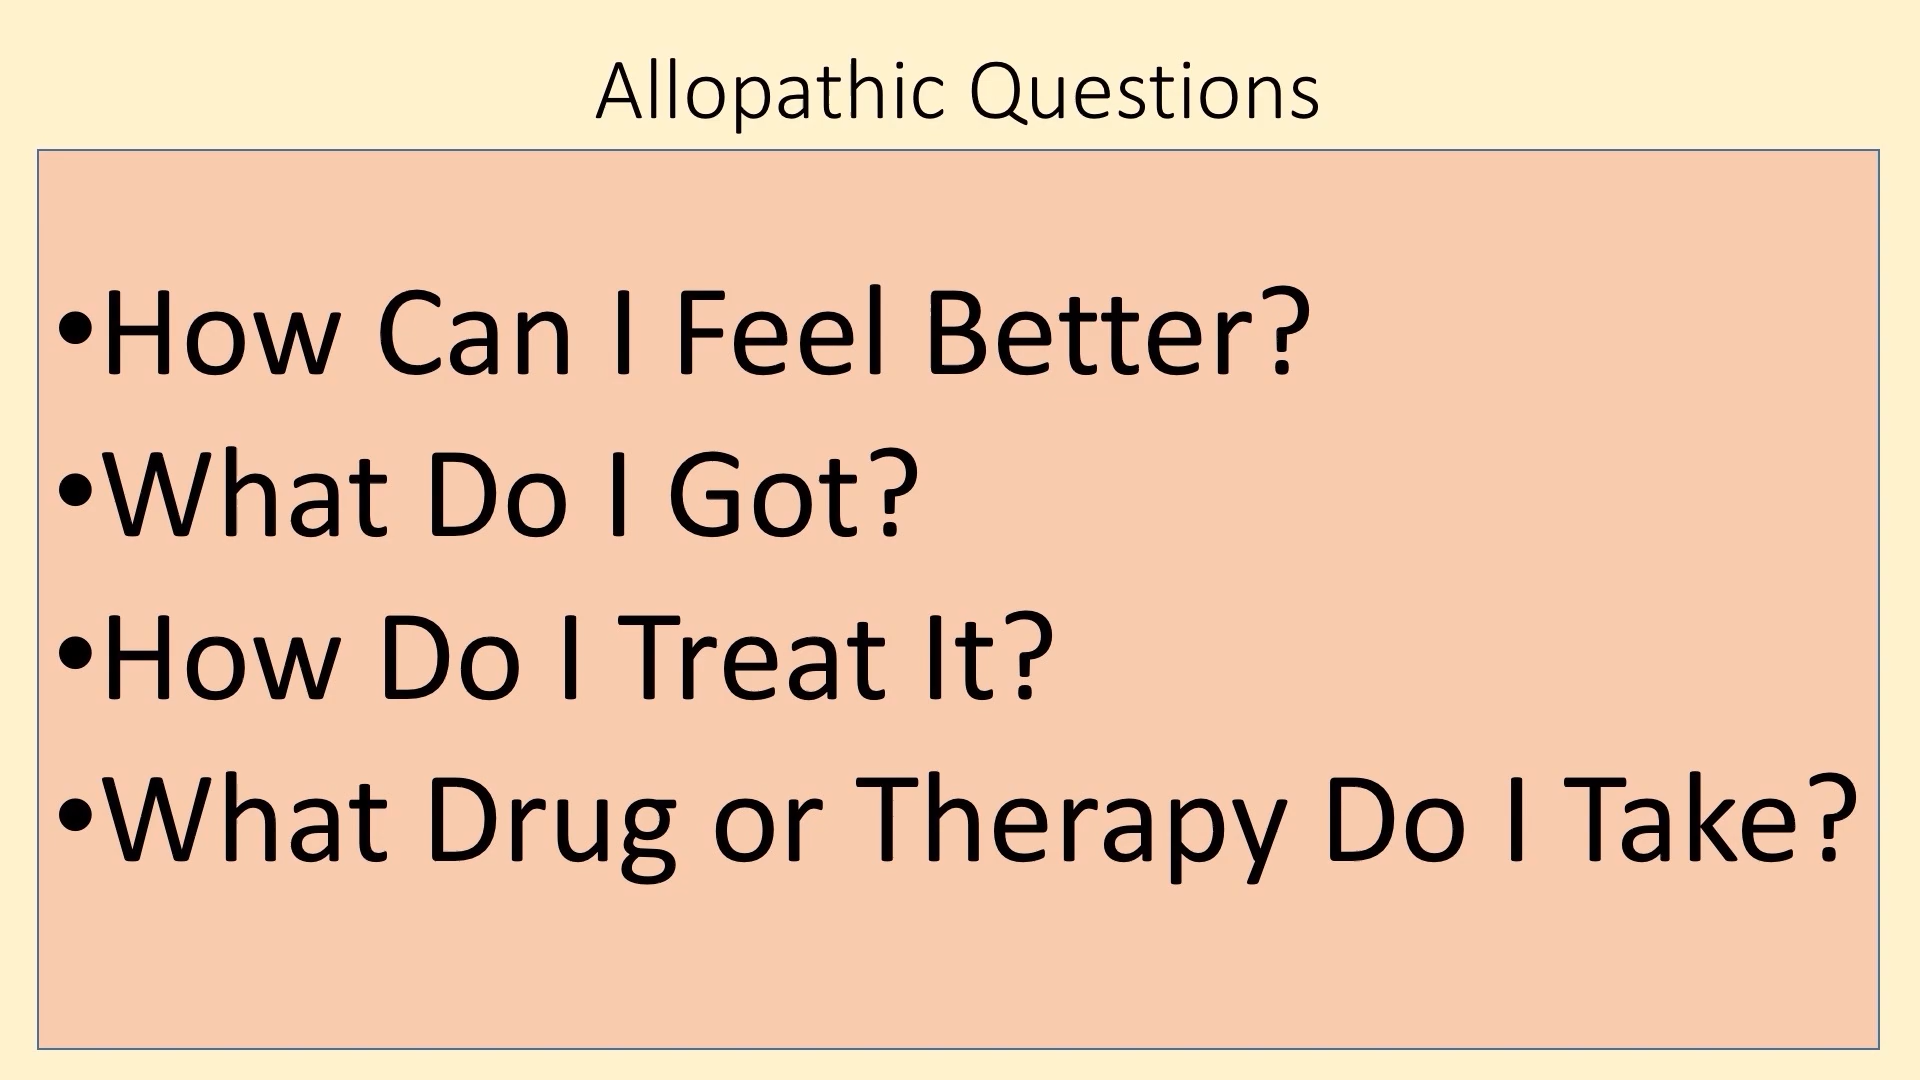 Allopathic Questions
•How Can I Feel Better?
•What Do I Got?
•How Do I Treat It?
•What Drug or Therapy Do I Take?